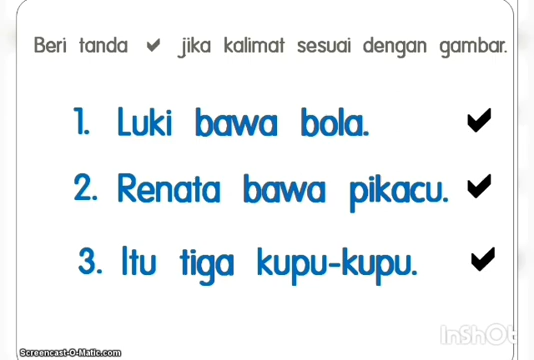 Beri tanda ✔ jika kalimat sesuai dengan gambar.
1. Luki bawa bola. ✔
2. Renata bawa pikacu. ✔
3. Itu tiga kupu-kupu. ✔
InShOt
Screencast-O-Matic.com